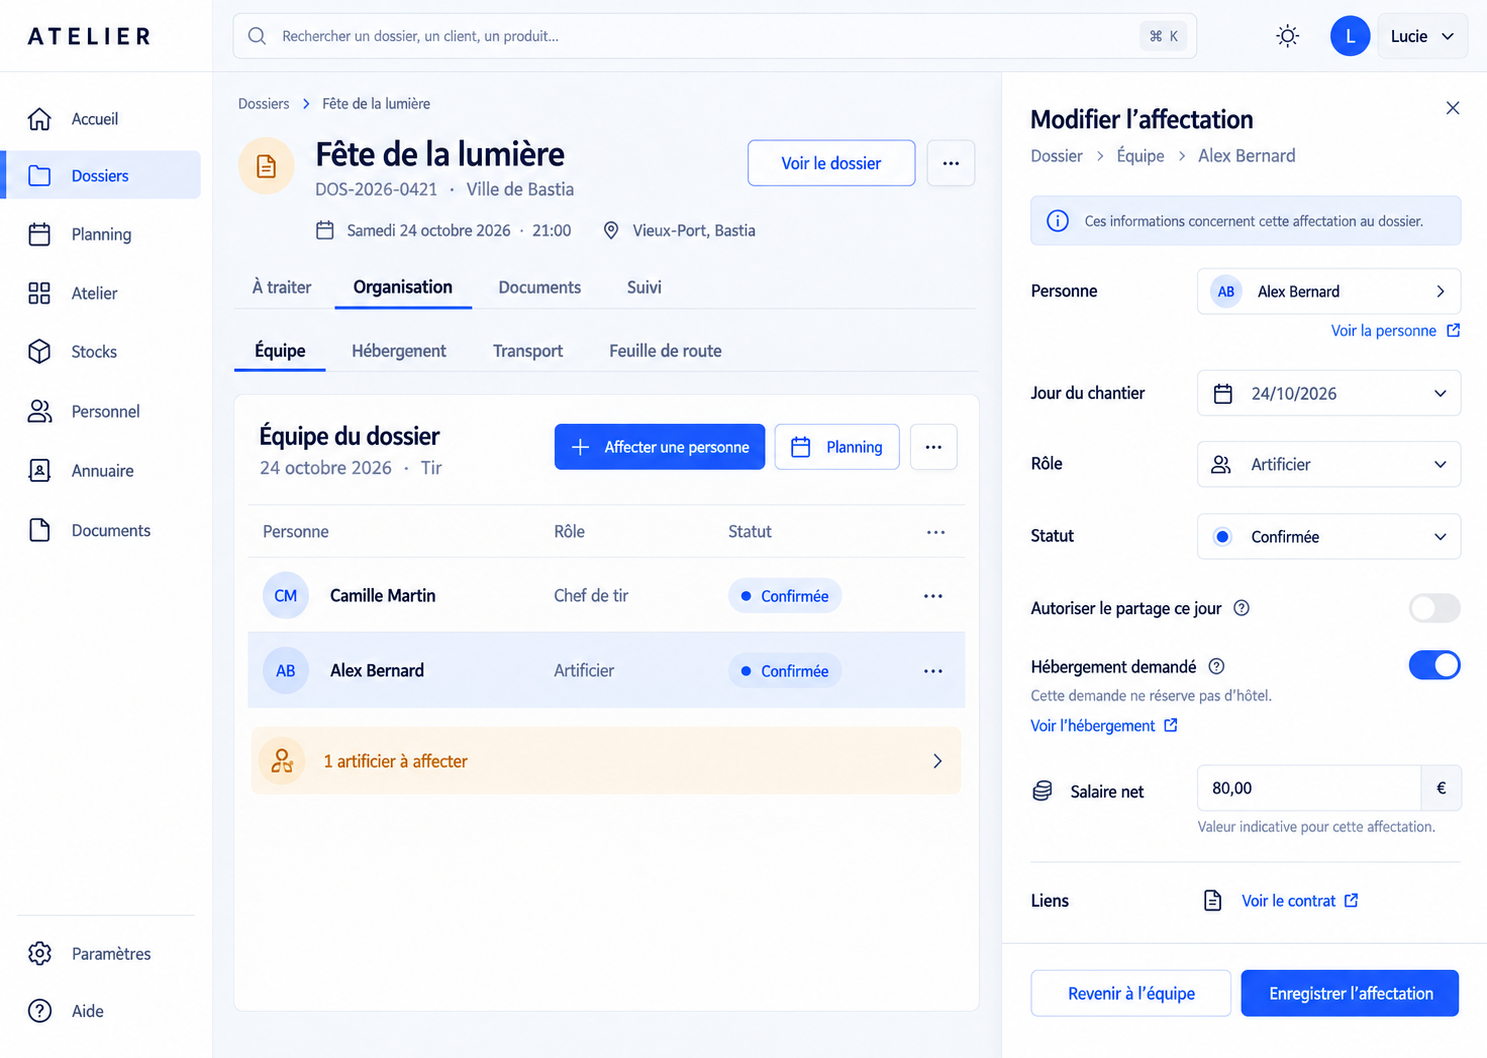 ATELIER
Rechercher un dossier, un client, un produit...
⌘ K
L
Lucie
Accueil
Dossiers
Planning
Atelier
Stocks
Personnel
Annuaire
Documents
Paramètres
Aide
Dossiers > Fête de la lumière
Fête de la lumière
DOS-2026-0421 · Ville de Bastia
Samedi 24 octobre 2026 · 21:00 Vieux-Port, Bastia
Voir le dossier
À traiter Organisation Documents Suivi
Équipe Hébergenent Transport Feuille de route
Équipe du dossier
24 octobre 2026 · Tir
Affecter une personne
Planning
Personne Rôle Statut
CM Camille Martin Chef de tir Confirmée
AB Alex Bernard Artificier Confirmée
1 artificier à affecter
Modifier l'affectation
Dossier > Équipe > Alex Bernard
Ces informations concernent cette affectation au dossier.
Personne AB Alex Bernard
Voir la personne
Jour du chantier 24/10/2026
Rôle Artificier
Statut Confirmée
Autoriser le partage ce jour
Hébergement demandé
Cette demande ne réserve pas d'hôtel.
Voir l'hébergement
Salaire net 80,00 €
Valeur indicative pour cette affectation.
Liens Voir le contrat
Revenir à l'équipe
Enregistrer l'affectation